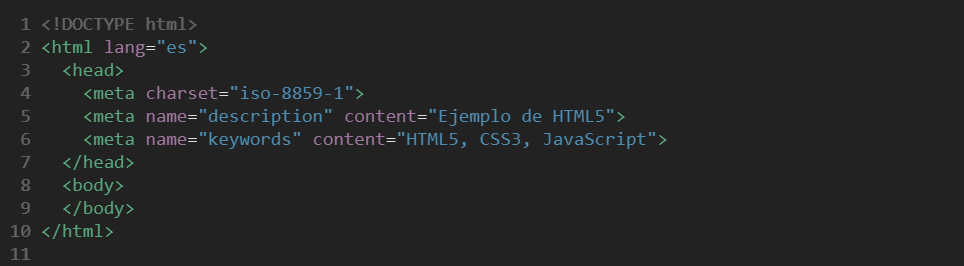 1 <!DOCTYPE html>
2 <html lang="es">
3   <head>
4     <meta charset="iso-8859-1">
5     <meta name="description" content="Ejemplo de HTML5">
6     <meta name="keywords" content="HTML5, CSS3, JavaScript">
7   </head>
8   <body>
9   </body>
10 </html>
11